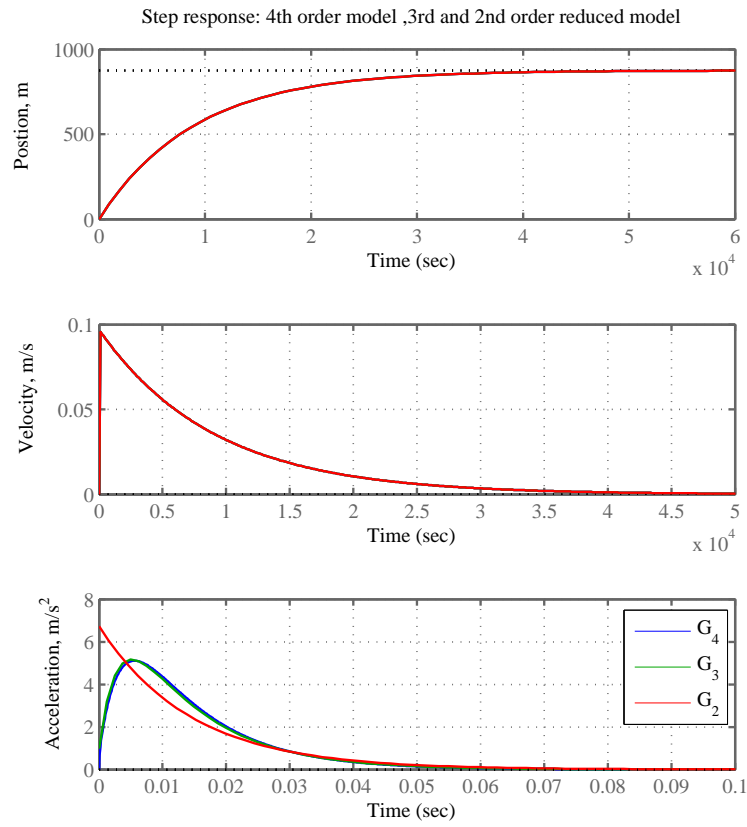 Step response: 4th order model ,3rd and 2nd order reduced model
1000
500
0
Postion, m
0 1 2 3 4 5 6
Time (sec)
x 10^4
0.1
0.05
0
Velocity, m/s
0 0.5 1 1.5 2 2.5 3 3.5 4 4.5 5
Time (sec)
x 10^4
8
6
4
2
0
Acceleration, m/s^2
G_4
G_3
G_2
0 0.01 0.02 0.03 0.04 0.05 0.06 0.07 0.08 0.09 0.1
Time (sec)